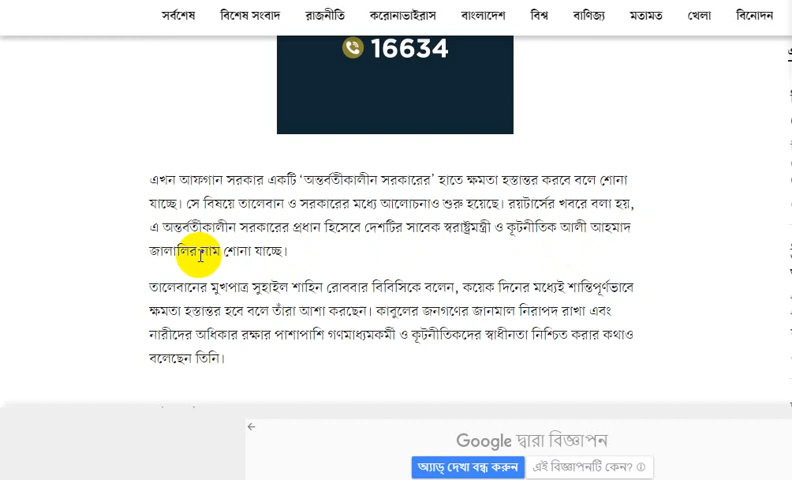 সর্বশেষ বিশেষ সংবাদ রাজনীতি করোনাভাইরাস বাংলাদেশ বিশ্ব বাণিজ্য মতামত খেলা বিনোদন
16634
এখন আফগান সরকার একটি ‘অন্তর্বর্তীকালীন সরকারের’ হাতে ক্ষমতা হস্তান্তর করবে বলে শোনা
যাচ্ছে। সে বিষয়ে তালেবান ও সরকারের মধ্যে আলোচনাও শুরু হয়েছে। রয়টার্সের খবরে বলা হয়,
এ অন্তর্বর্তীকালীন সরকারের প্রধান হিসেবে দেশটির সাবেক স্বরাষ্ট্রমন্ত্রী ও কূটনীতিক আলী আহমাদ
জালালির নাম শোনা যাচ্ছে।
তালেবানের মুখপাত্র সুহাইল শাহিন রোববার বিবিসিকে বলেন, কয়েক দিনের মধ্যেই শান্তিপূর্ণভাবে
ক্ষমতা হস্তান্তর হবে বলে তাঁরা আশা করছেন। কাবুলের জনগণের জানমাল নিরাপদ রাখা এবং
নারীদের অধিকার রক্ষার পাশাপাশি গণমাধ্যমকর্মী ও কূটনীতিকদের স্বাধীনতা নিশ্চিত করার কথাও
বলেছেন তিনি।
Google দ্বারা বিজ্ঞাপন
অ্যাড্ দেখা বন্ধ করুন এই বিজ্ঞাপনটি কেন?